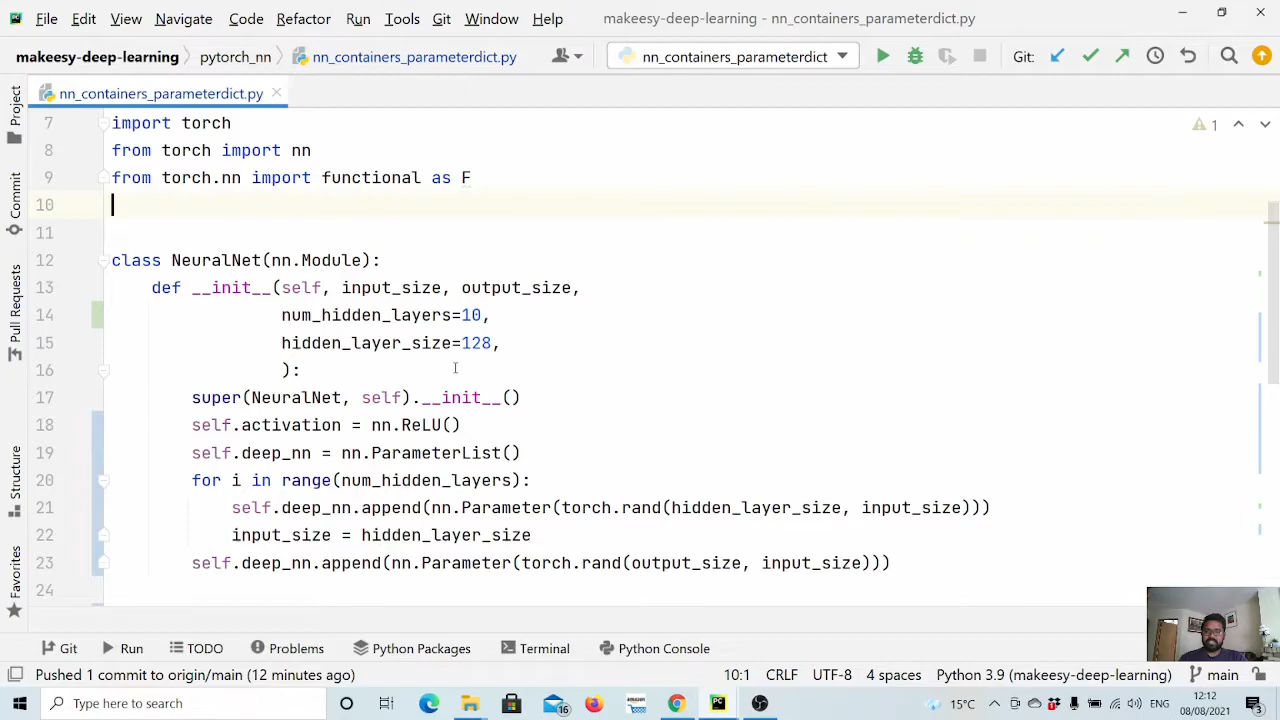 File Edit View Navigate Code Refactor Run Tools Git Window Help makeesy-deep-learning - nn_containers_parameterdict.py
makeesy-deep-learning pytorch_nn nn_containers_parameterdict.py nn_containers_parameterdict Git:
nn_containers_parameterdict.py
Project
Commit
Pull Requests
Structure
Favorites
7 import torch 1
8 from torch import nn
9 from torch.nn import functional as F
10
11
12 class NeuralNet(nn.Module):
13 def __init__(self, input_size, output_size,
14 num_hidden_layers=10,
15 hidden_layer_size=128,
16 ):
17 super(NeuralNet, self).__init__()
18 self.activation = nn.ReLU()
19 self.deep_nn = nn.ParameterList()
20 for i in range(num_hidden_layers):
21 self.deep_nn.append(nn.Parameter(torch.rand(hidden_layer_size, input_size)))
22 input_size = hidden_layer_size
23 self.deep_nn.append(nn.Parameter(torch.rand(output_size, input_size)))
24
Git Run TODO Problems Python Packages Terminal Python Console
Pushed 1 commit to origin/main (12 minutes ago) 10:1 CRLF UTF-8 4 spaces Python 3.9 (makeesy-deep-learning) main
Type here to search amazon 16 PC 15°C ENG 12:12
08/08/2021 3